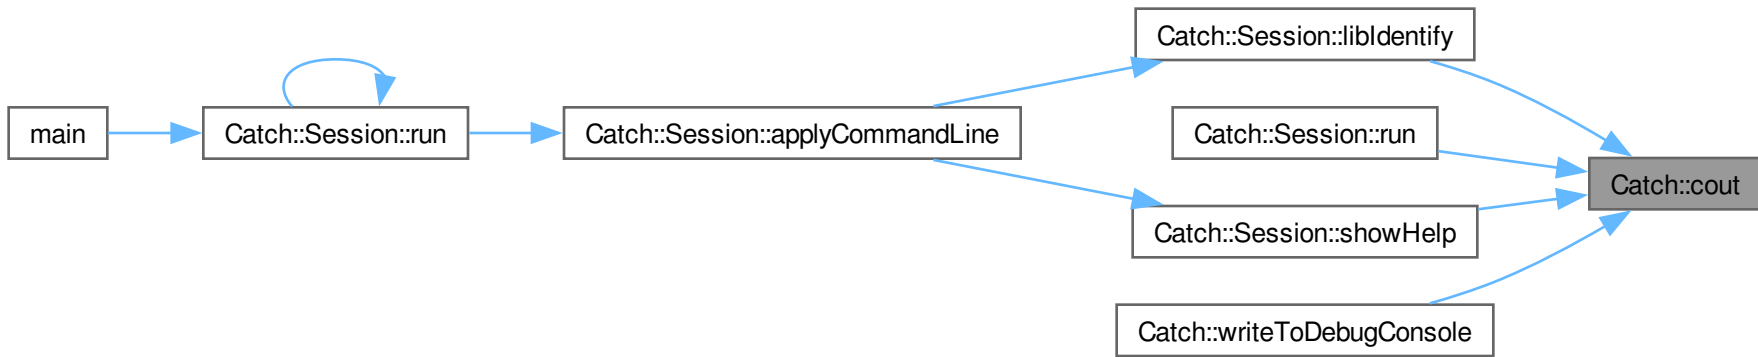 Catch::Session::libIdentify
main
Catch::Session::run
Catch::Session::applyCommandLine
Catch::Session::run
Catch::cout
Catch::Session::showHelp
Catch::writeToDebugConsole